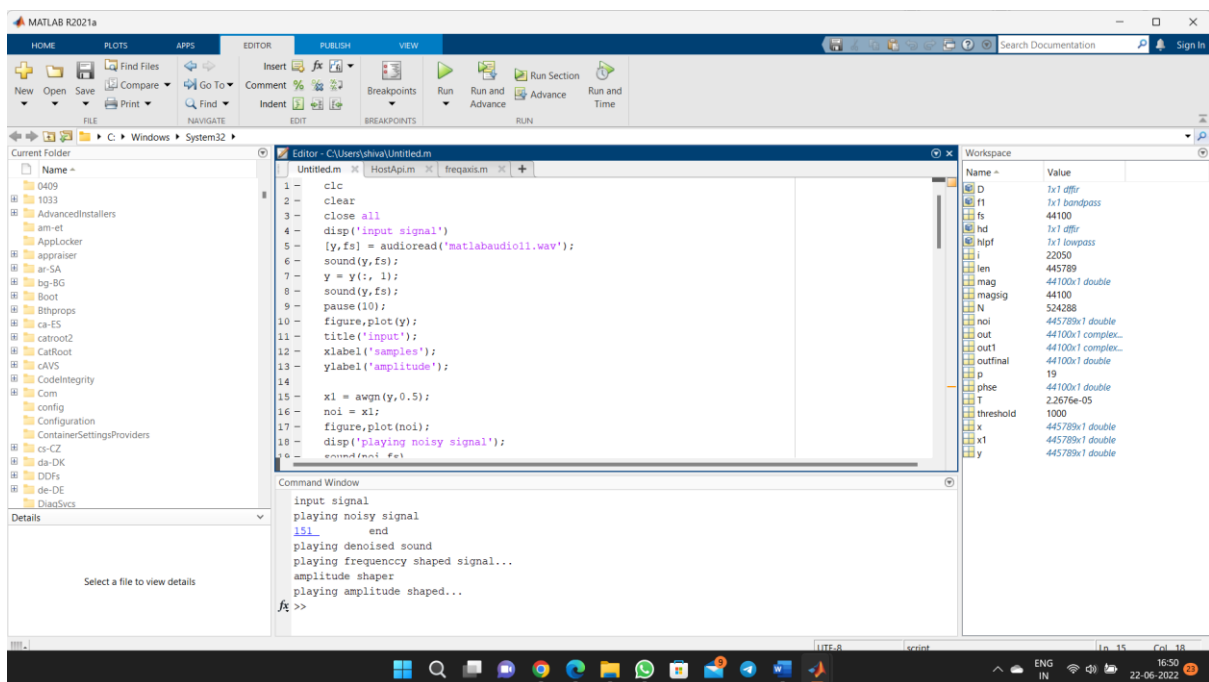 MATLAB R2021a
HOME PLOTS APPS EDITOR PUBLISH VIEW Search Documentation Sign In
New Open Save Find Files Compare Print
Go To Find
Insert fx
Comment %
Indent
Breakpoints Run Run and Advance Run Section Advance Run and Time
FILE NAVIGATE EDIT BREAKPOINTS RUN
C: Windows System32
Current Folder
Name
0409
1033
AdvancedInstallers
am-et
AppLocker
appraiser
ar-SA
bg-BG
Boot
Bthprops
ca-ES
catroot2
CatRoot
cAVS
CodeIntegrity
Com
config
Configuration
ContainerSettingsProviders
cs-CZ
da-DK
DDFs
de-DE
DiagSvcs
Details
Select a file to view details
Editor - C:\Users\shiva\Untitled.m
Untitled.m HostApi.m freqaxis.m
1 - clc
2 - clear
3 - close all
4 - disp('input signal')
5 - [y,fs] = audioread('matlabaudio11.wav');
6 - sound(y,fs);
7 - y = y(:, 1);
8 - sound(y,fs);
9 - pause(10);
10 - figure,plot(y);
11 - title('input');
12 - xlabel('samples');
13 - ylabel('amplitude');
14
15 - x1 = awgn(y,0.5);
16 - noi = x1;
17 - figure,plot(noi);
18 - disp('playing noisy signal');
19 - sound(noi,fs)
Command Window
input signal
playing noisy signal
151 end
playing denoised sound
playing frequenccy shaped signal...
amplitude shaper
playing amplitude shaped...
fx >>
Workspace
Name Value
D 1x1 dffir
f1 1x1 bandpass
fs 44100
hd 1x1 dffir
hlpf 1x1 lowpass
i 22050
len 445789
mag 44100x1 double
magsig 44100
N 524288
noi 445789x1 double
out 44100x1 complex...
out1 44100x1 complex...
outfinal 44100x1 double
p 19
phse 44100x1 double
T 2.2676e-05
threshold 1000
x 445789x1 double
x1 445789x1 double
y 445789x1 double
UTF-8 script Ln 15 Col 18
9
ENG
IN
16:50
22-06-2022
23